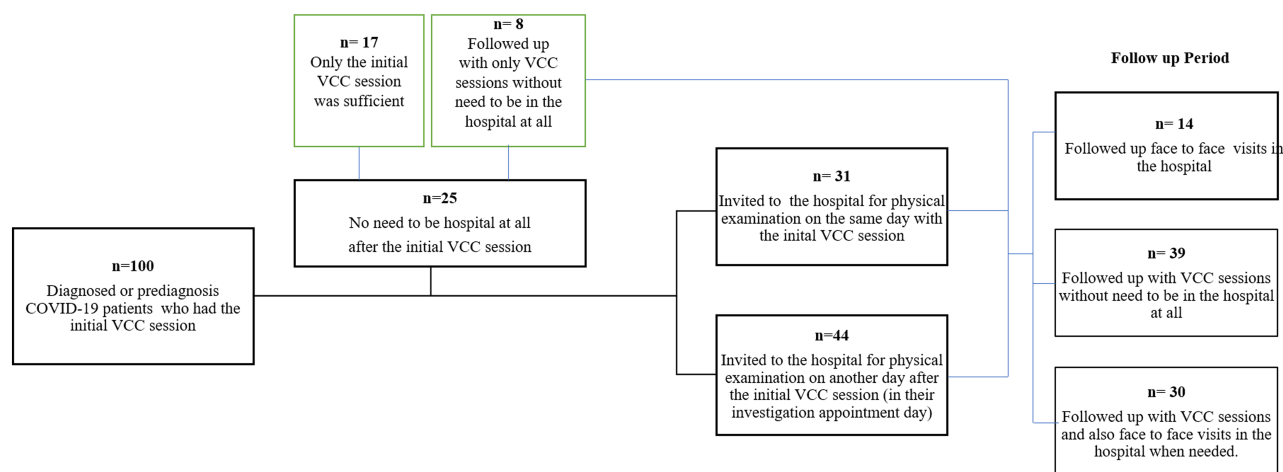 n= 17
Only the initial
VCC session
was sufficient
n= 8
Followed up
with only VCC
sessions without
need to be in the
hospital at all
n=25
No need to be hospital at all
after the initial VCC session
n=100
Diagnosed or prediagnosis
COVID-19 patients who had the
initial VCC session
n= 31
Invited to the hospital for physical
examination on the same day with
the inital VCC session
n=44
Invited to the hospital for physical
examination on another day after
the initial VCC session (in their
investigation appointment day)
Follow up Period
n= 14
Followed up face to face visits in
the hospital
n= 39
Followed up with VCC sessions
without need to be in the hospital
at all
n= 30
Followed up with VCC sessions
and also face to face visits in the
hospital when needed.